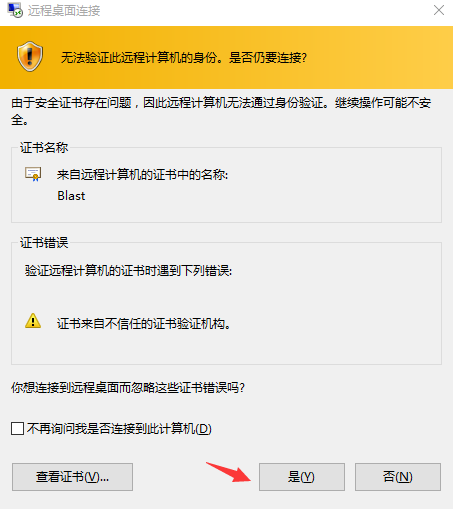 远程桌面连接
无法验证此远程计算机的身份。是否仍要连接?
由于安全证书存在问题，因此远程计算机无法通过身份验证。继续操作可能不安
全。
证书名称
来自远程计算机的证书中的名称:
Blast
证书错误
验证远程计算机的证书时遇到下列错误:
证书来自不信任的证书验证机构。
你想连接到远程桌面而忽略这些证书错误吗?
不再询问我是否连接到此计算机(D)
查看证书(V)... 是(Y) 否(N)